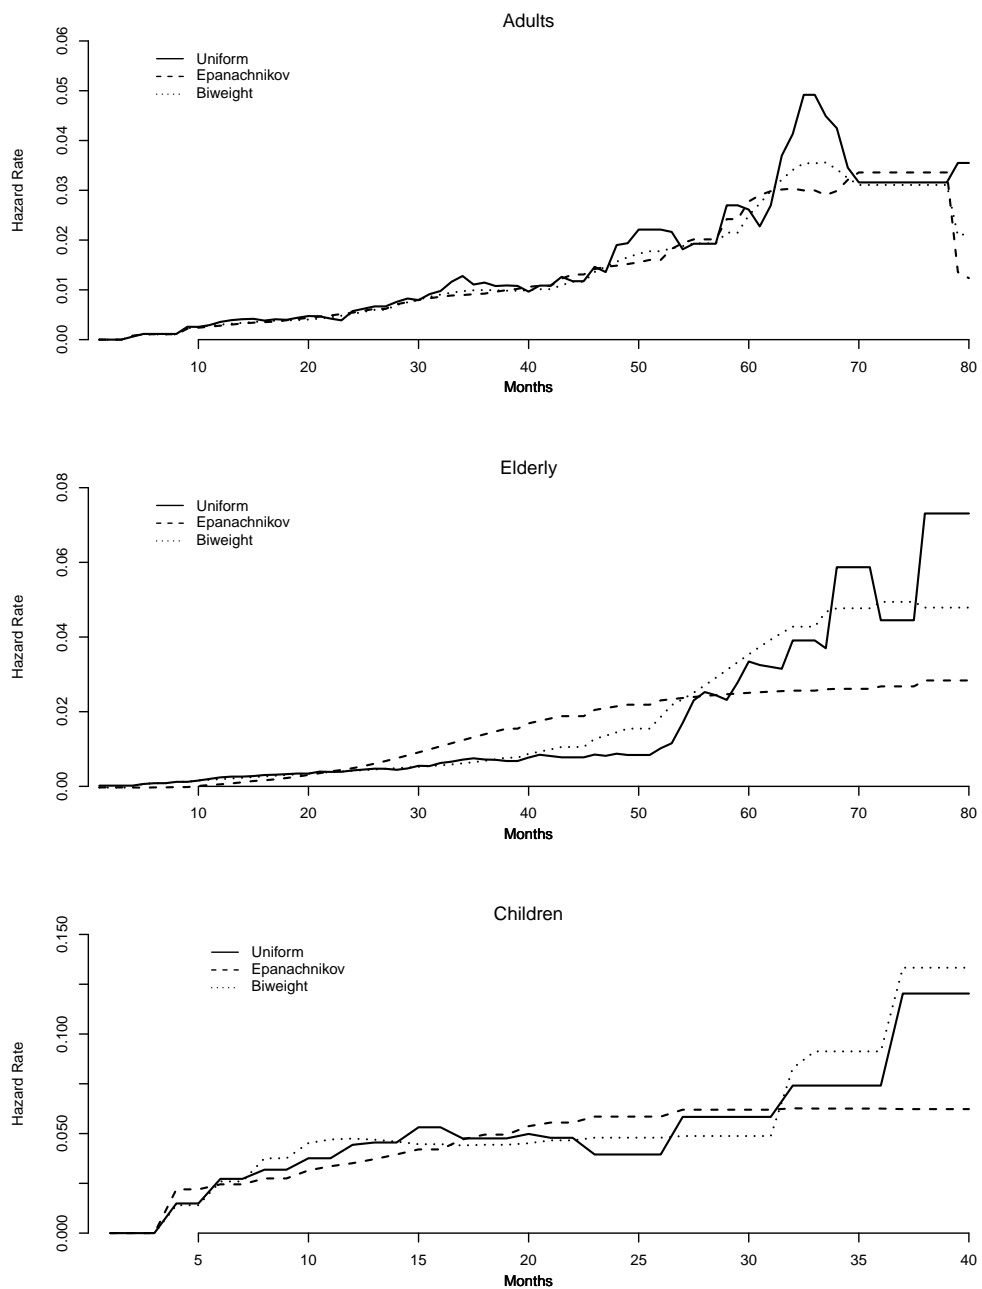 Adults
0.06
0.05
0.04
0.03
0.02
0.01
0.00
Hazard Rate
Uniform
Epanachnikov
Biweight
10 20 30 40 50 60 70 80
Months
Elderly
0.08
0.06
0.04
0.02
0.00
Hazard Rate
Uniform
Epanachnikov
Biweight
10 20 30 40 50 60 70 80
Months
Children
0.150
0.100
0.050
0.000
Hazard Rate
Uniform
Epanachnikov
Biweight
5 10 15 20 25 30 35 40
Months